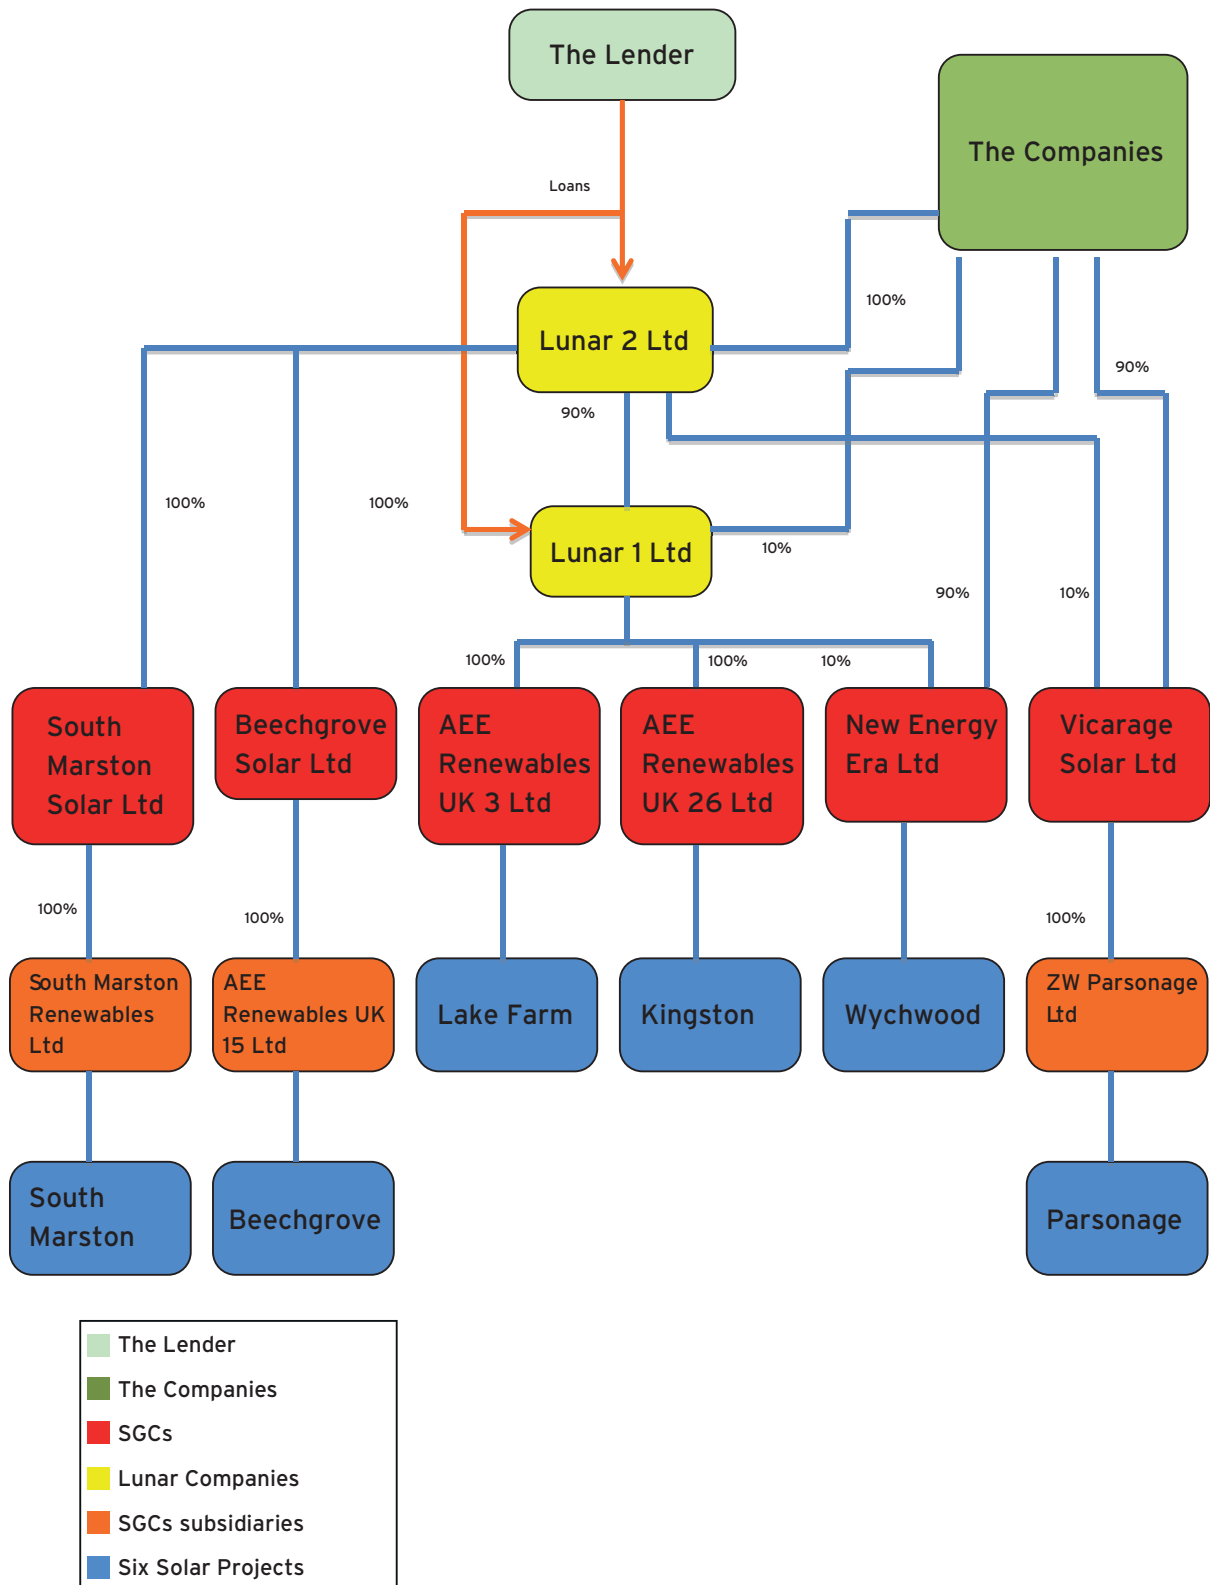 The Lender
The Companies
Loans
100%
Lunar 2 Ltd
90%
90%
100%
100%
Lunar 1 Ltd
10%
90%
10%
100%
100%
10%
South
Marston
Solar Ltd
Beechgrove
Solar Ltd
AEE
Renewables
UK 3 Ltd
AEE
Renewables
UK 26 Ltd
New Energy
Era Ltd
Vicarage
Solar Ltd
100%
100%
100%
South Marston
Renewables
Ltd
AEE
Renewables UK
15 Ltd
Lake Farm
Kingston
Wychwood
ZW Parsonage
Ltd
South
Marston
Beechgrove
Parsonage
The Lender
The Companies
SGCs
Lunar Companies
SGCs subsidiaries
Six Solar Projects